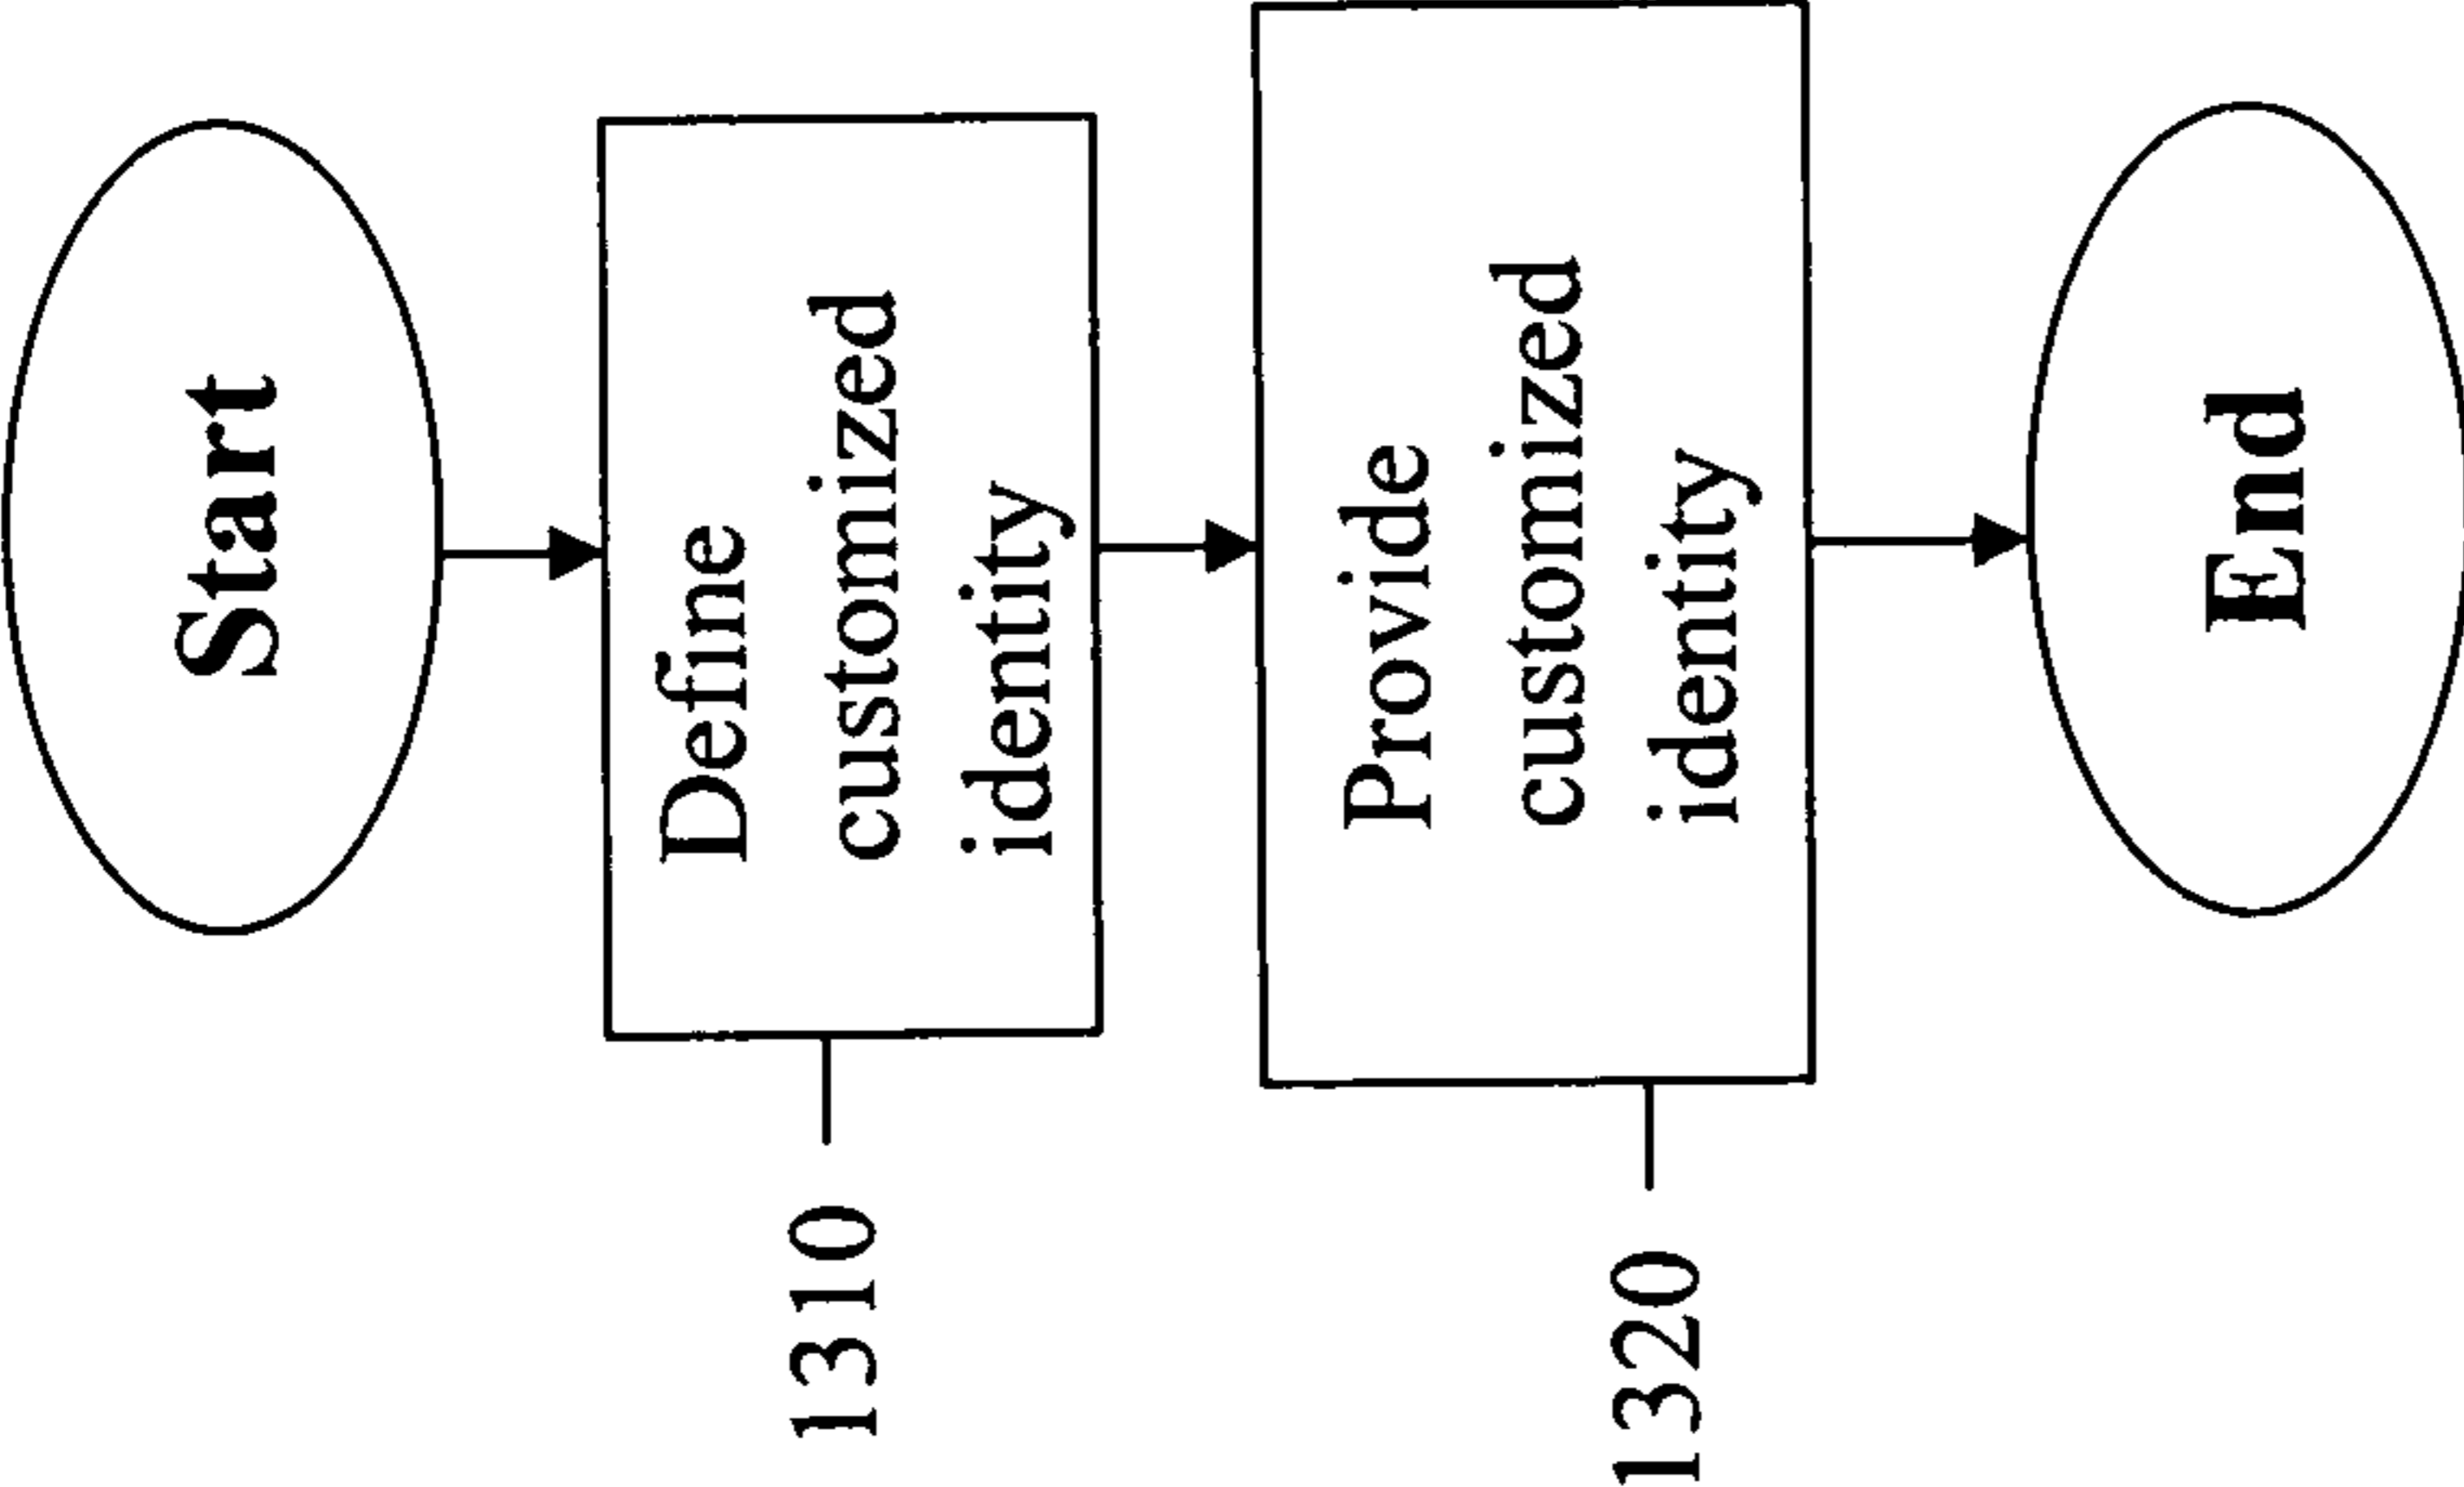 Start
1310
Define
customized
identity
1320
Provide
customized
identity
End